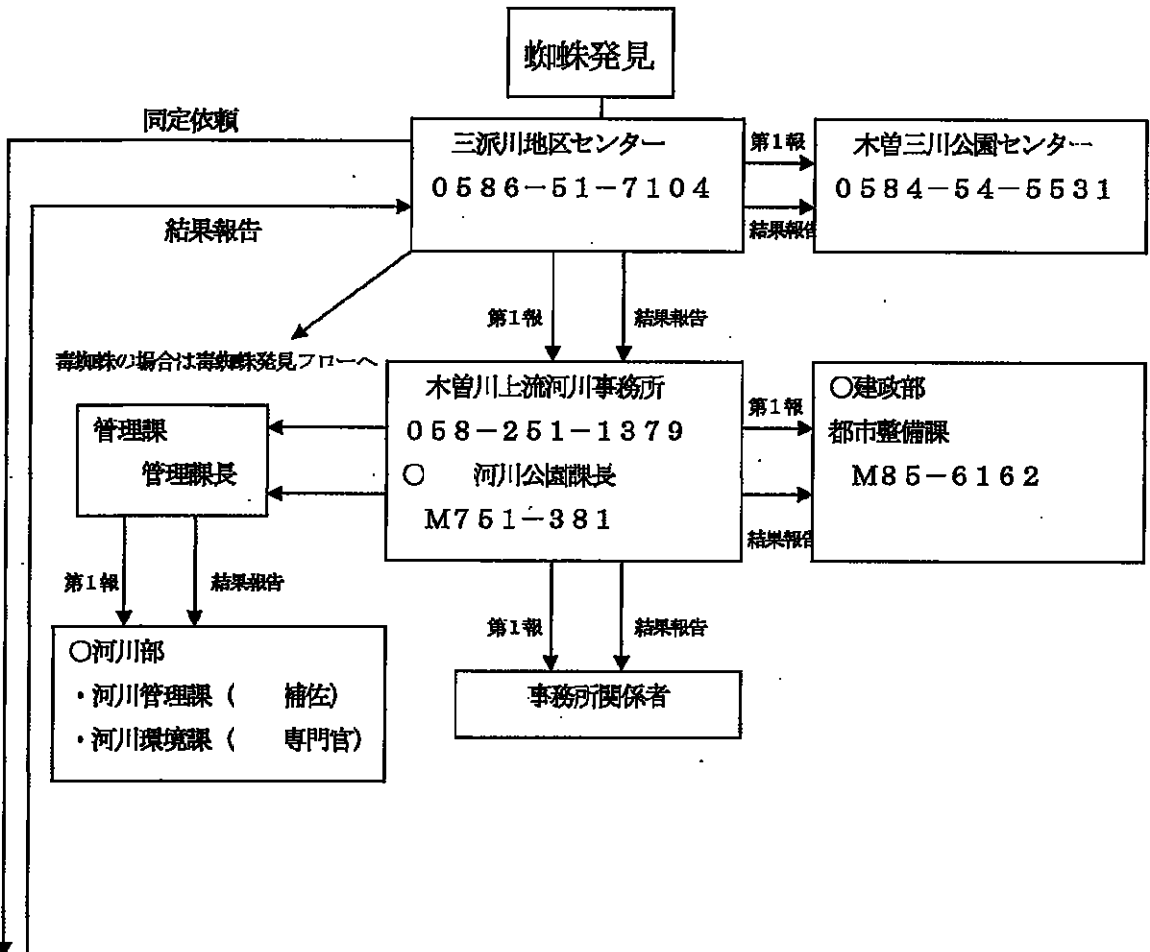 蜘蛛発見
同定依頼
三派川地区センター
0586-51-7104
第1報
木曽三川公園センター
0584-54-5531
結果報告
結果報告
第1報
結果報告
毒蜘蛛の場合は毒蜘蛛発見フローへ
木曽川上流河川事務所
058-251-1379
○　河川公園課長
M751-381
第1報
○建政部
都市整備課
M85-6162
結果報告
管理課
管理課長
第1報
結果報告
第1報
結果報告
○河川部
・河川管理課（　　補佐）
・河川環境課（　　専門官）
事務所関係者